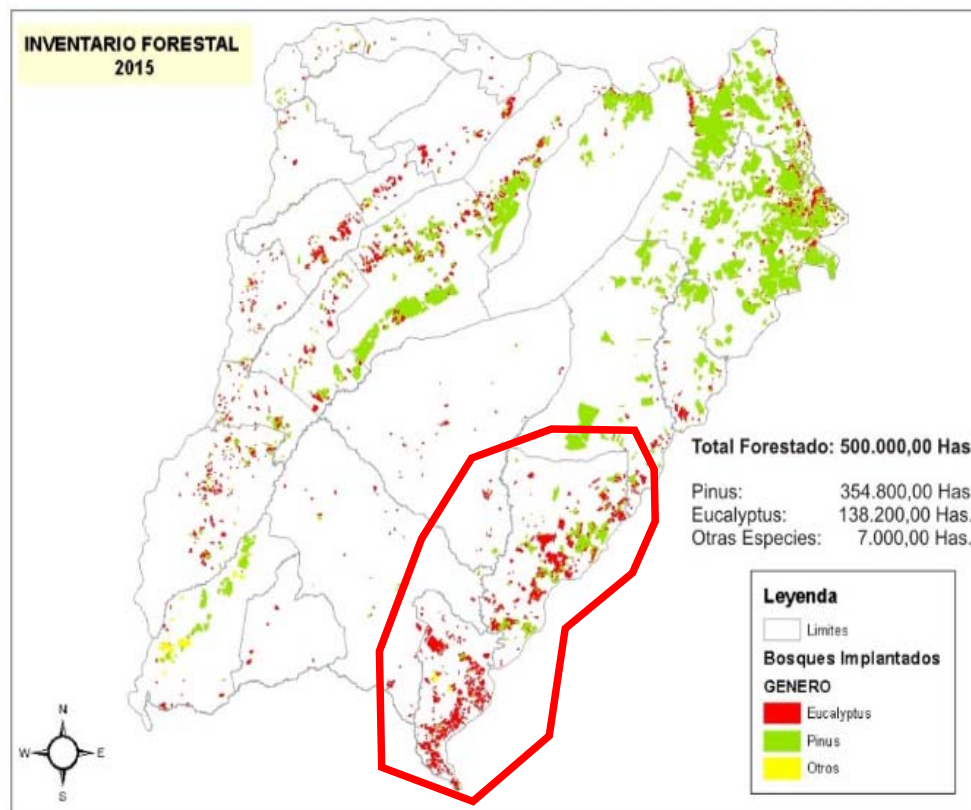 INVENTARIO FORESTAL
2015
Total Forestado: 500.000,00 Has
Pinus: 354.800,00 Has.
Eucalyptus: 138.200,00 Has.
Otras Especies: 7.000,00 Has.
Leyenda
Limites
Bosques Implantados
GENERO
Eucalyptus
Pinus
Otros
N
W E
S